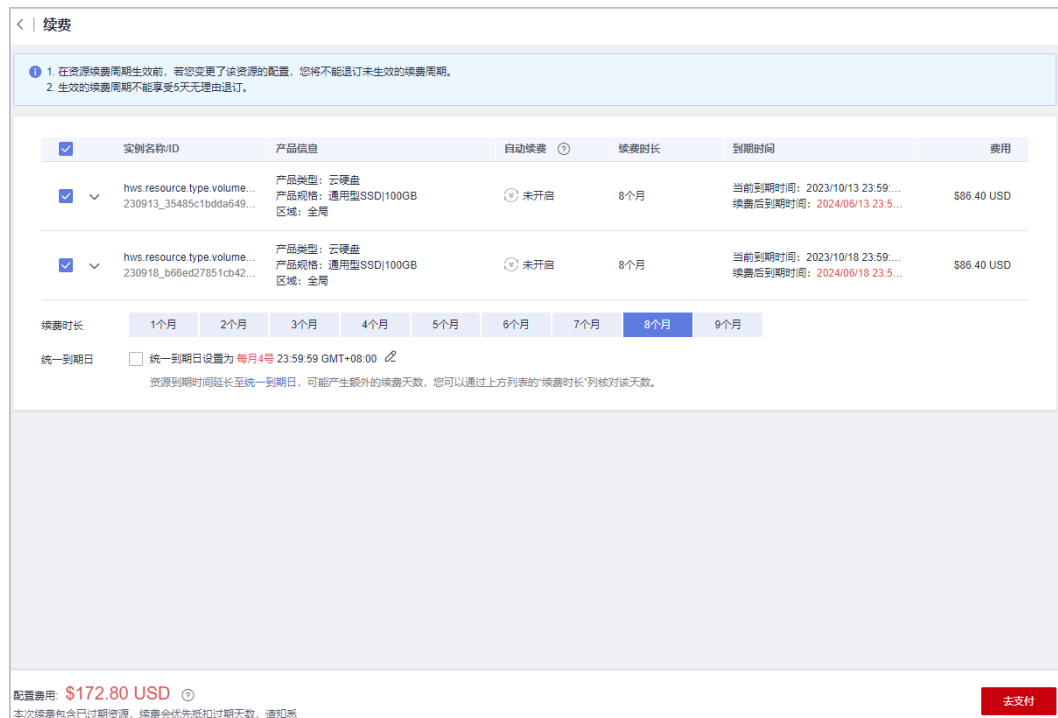 续费
1. 在资源续费周期生效前，若您变更了该资源的配置，您将不能退订未生效的续费周期。
2. 生效的续费周期不能享受5天无理由退订。
实例名称/ID 产品信息 自动续费 续费时长 到期时间 费用
hws.resource.type.volume... 产品类型：云硬盘 当前到期时间：2023/10/13 23:59:...
230913_35485c1bdda649... 产品规格：通用型SSD|100GB 未开启 8个月 续费后到期时间：2024/06/13 23:5... $86.40 USD
区域：全局
hws.resource.type.volume... 产品类型：云硬盘 当前到期时间：2023/10/18 23:59:...
230918_b66ed27851cb42... 产品规格：通用型SSD|100GB 未开启 8个月 续费后到期时间：2024/06/18 23:5... $86.40 USD
区域：全局
续费时长 1个月 2个月 3个月 4个月 5个月 6个月 7个月 8个月 9个月
统一到期日 统一到期日设置为 每月4号 23:59:59 GMT+08:00
资源到期时间延长至统一到期日，可能产生额外的续费天数，您可以通过上方列表的“续费时长”列核对该天数。
配置费用: $172.80 USD
去支付
本次续费包含已过期资源，续费会优先抵扣过期天数，请知悉